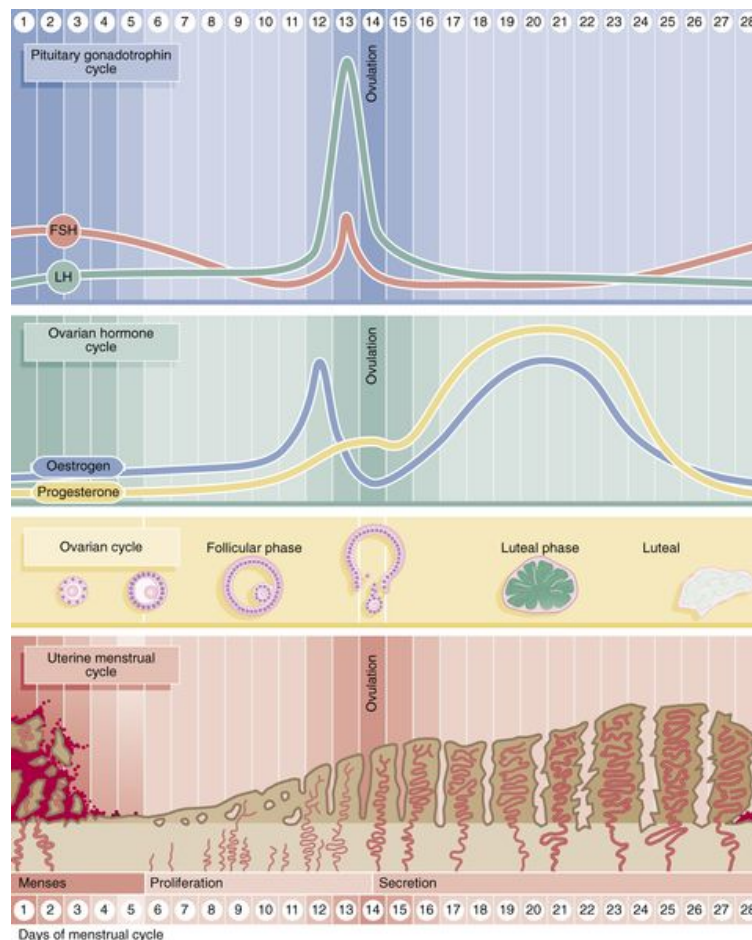 1 2 3 4 5 6 7 8 9 10 11 12 13 14 15 16 17 18 19 20 21 22 23 24 25 26 27 28
Pituitary gonadotrophin
cycle
Ovulation
FSH
LH
Ovarian hormone
cycle
Ovulation
Oestrogen
Progesterone
Ovarian cycle
Follicular phase
Luteal phase
Luteal
Uterine menstrual
cycle
Ovulation
Menses
Proliferation
Secretion
1 2 3 4 5 6 7 8 9 10 11 12 13 14 15 16 17 18 19 20 21 22 23 24 25 26 27 28
Days of menstrual cycle